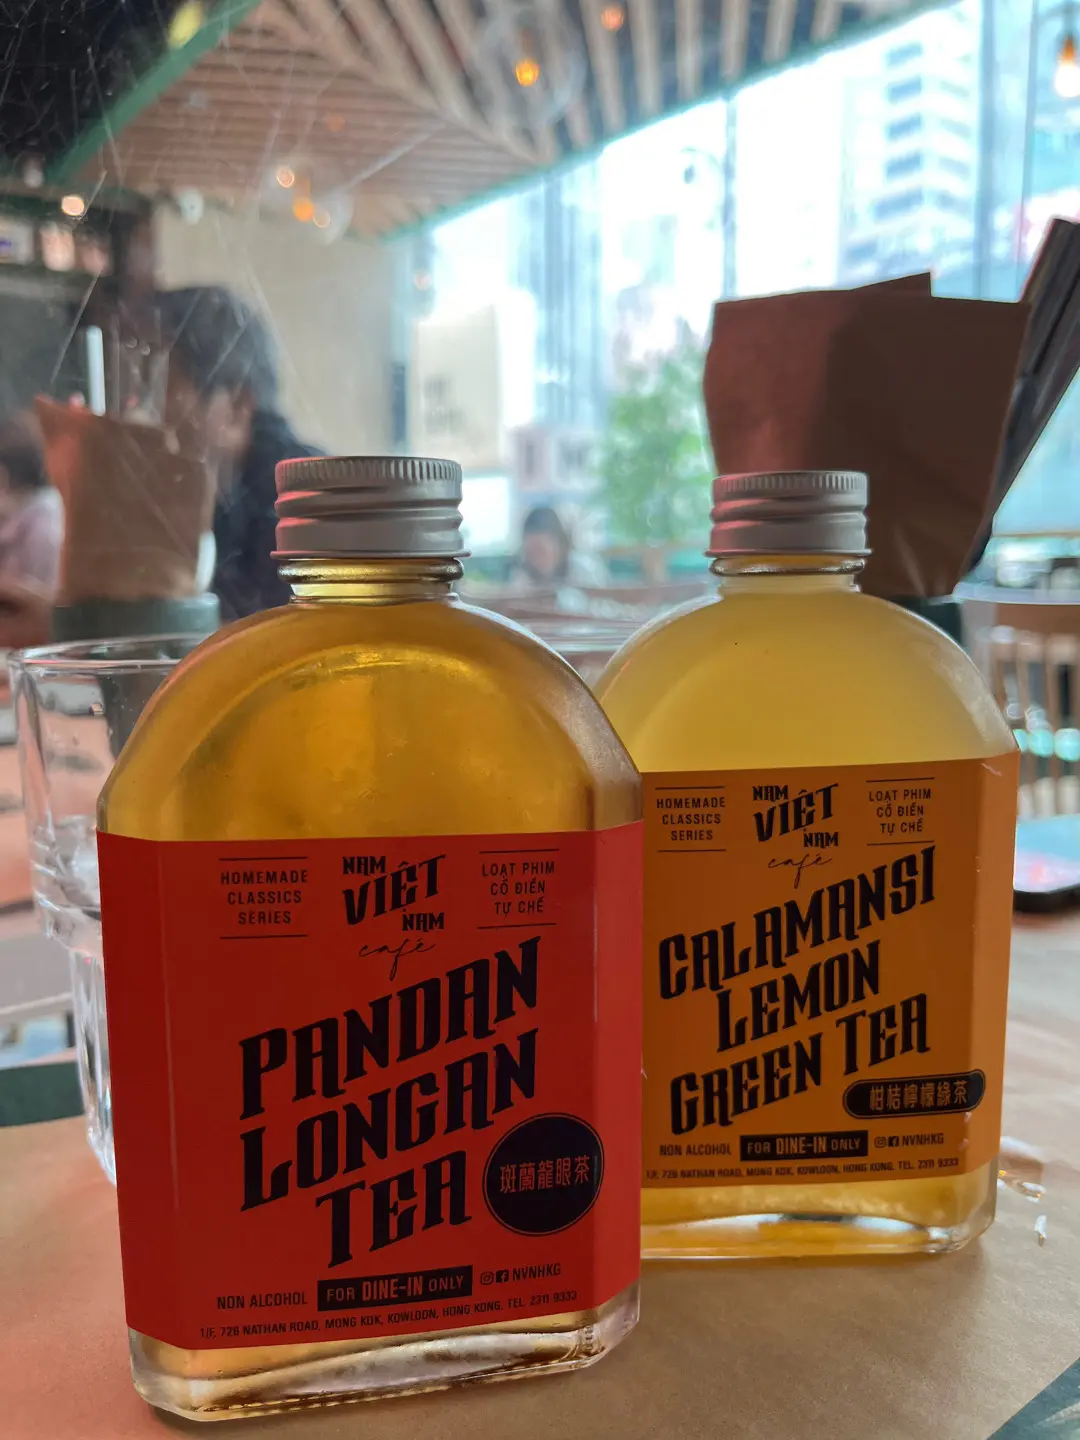 HOMEMADE
CLASSICS
SERIES
NAM
VIỆT
NAM
café
LOẠT PHIM
CỔ ĐIỂN
TỰ CHẾ
PANDAN
LONGAN
TEA
斑蘭龍眼茶
NON ALCOHOL
FOR DINE-IN ONLY
NVNHKG
1/F, 726 NATHAN ROAD, MONG KOK, KOWLOON, HONG KONG. TEL. 2311 9333
HOMEMADE
CLASSICS
SERIES
NAM
VIỆT
NAM
café
LOẠT PHIM
CỔ ĐIỂN
TỰ CHẾ
CALAMANSI
LEMON
GREEN TEA
柑桔檸檬綠茶
NON ALCOHOL
FOR DINE-IN ONLY
NVNHKG
1/F, 726 NATHAN ROAD, MONG KOK, KOWLOON, HONG KONG. TEL. 2311 9333